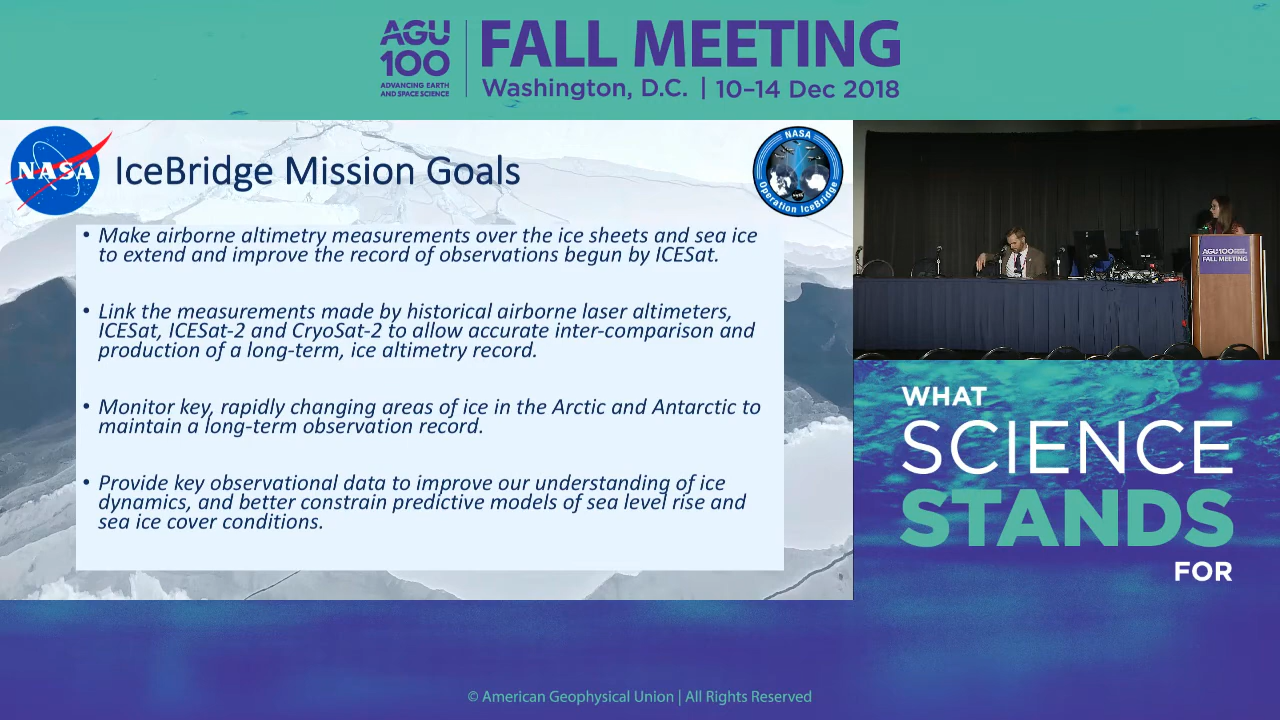 AGU
100
ADVANCING EARTH
AND SPACE SCIENCE
FALL MEETING
Washington, D.C. | 10–14 Dec 2018
NASA
IceBridge Mission Goals
NASA
Operation IceBridge
• Make airborne altimetry measurements over the ice sheets and sea ice
to extend and improve the record of observations begun by ICESat.
• Link the measurements made by historical airborne laser altimeters,
ICESat, ICESat-2 and CryoSat-2 to allow accurate inter-comparison and
production of a long-term, ice altimetry record.
• Monitor key, rapidly changing areas of ice in the Arctic and Antarctic to
maintain a long-term observation record.
• Provide key observational data to improve our understanding of ice
dynamics, and better constrain predictive models of sea level rise and
sea ice cover conditions.
AGU100
FALL MEETING
WHAT
SCIENCE
STANDS
FOR
© American Geophysical Union | All Rights Reserved